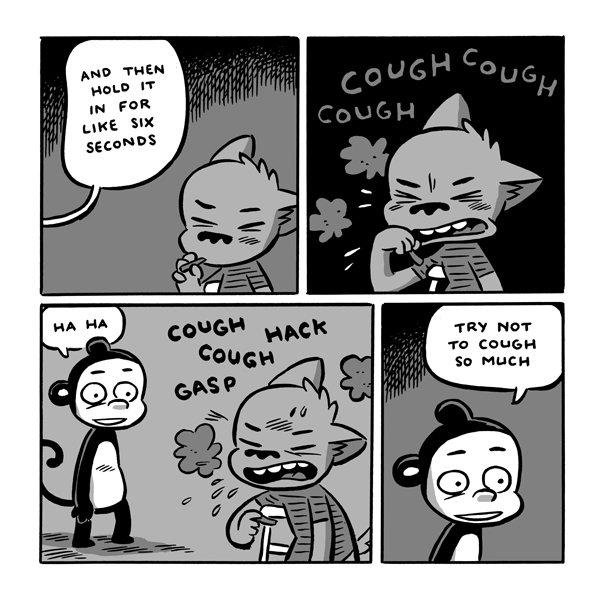 AND THEN
HOLD IT
IN FOR
LIKE SIX
SECONDS
COUGH COUGH
COUGH
HA HA
COUGH HACK
COUGH
GASP
TRY NOT
TO COUGH
SO MUCH